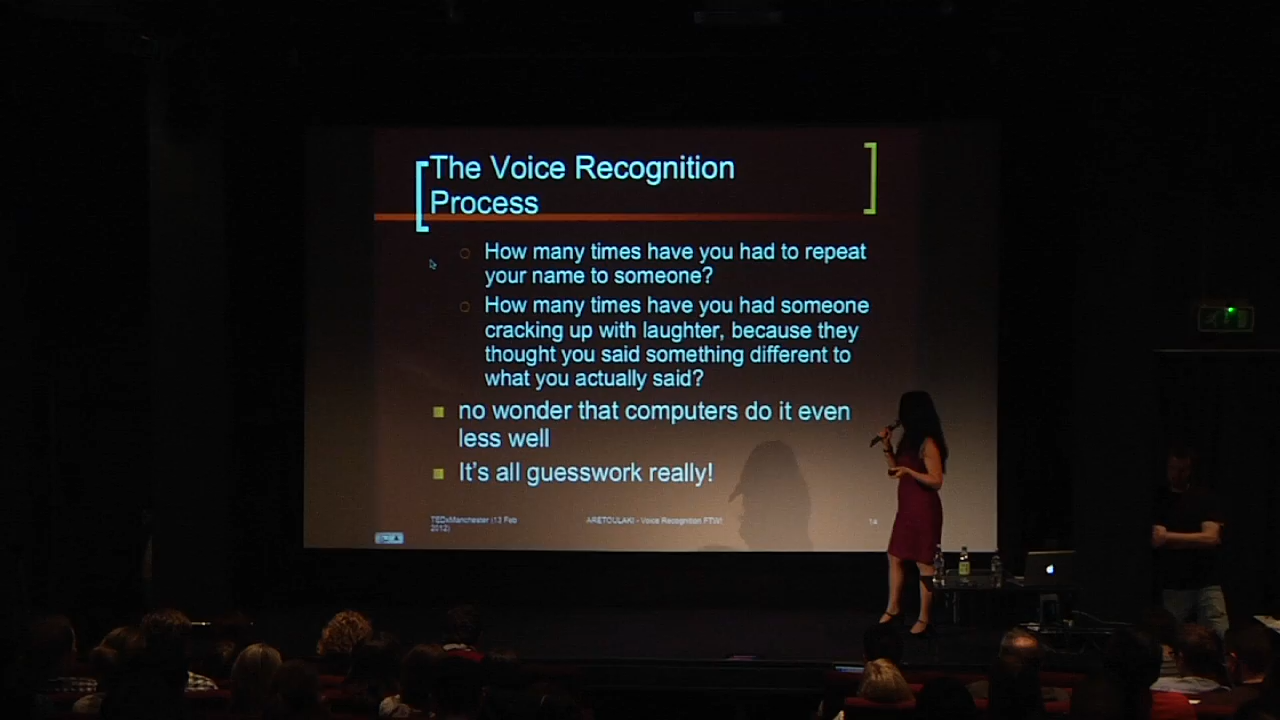 The Voice Recognition
Process
How many times have you had to repeat
your name to someone?
How many times have you had someone
cracking up with laughter, because they
thought you said something different to
what you actually said?
no wonder that computers do it even
less well
It's all guesswork really!
TEDxManchester (13 Feb
2012)
ARETOULAKI - Voice Recognition FTW!
14